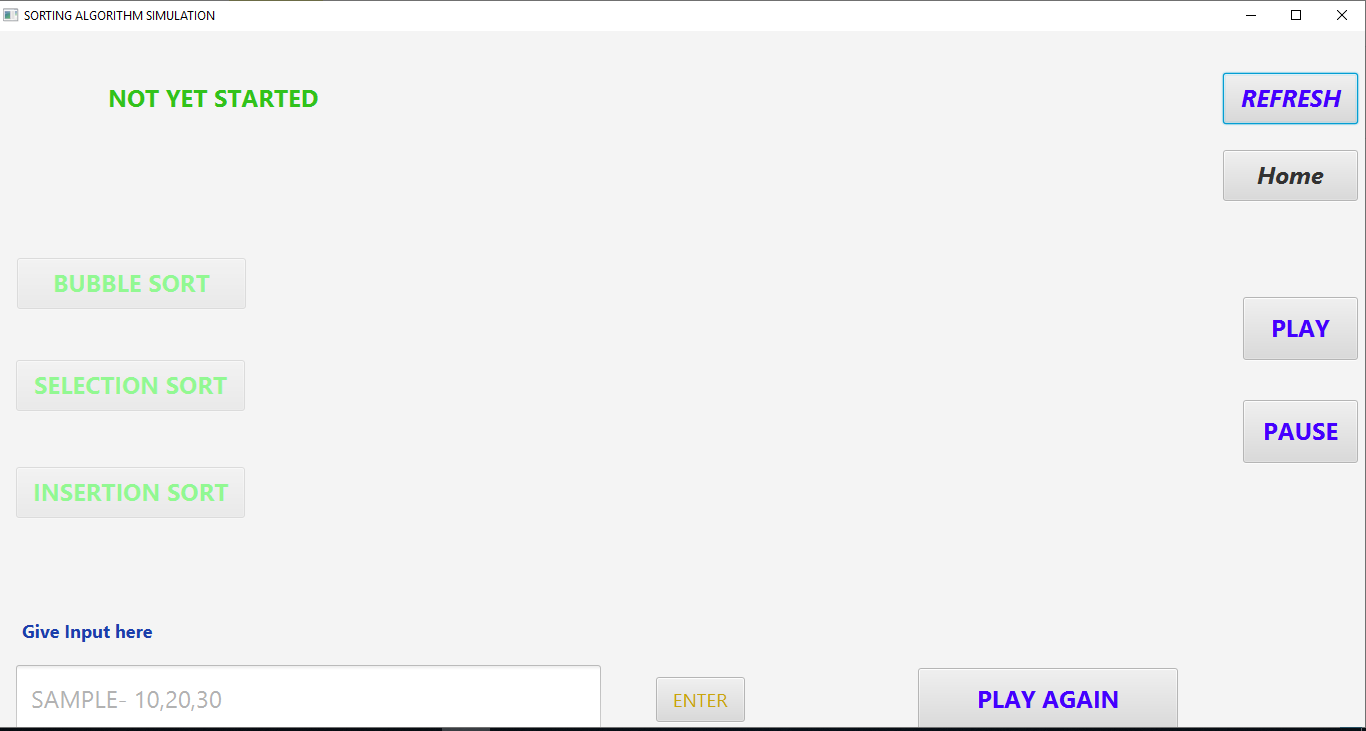 SORTING ALGORITHM SIMULATION
NOT YET STARTED
REFRESH
Home
BUBBLE SORT
PLAY
SELECTION SORT
PAUSE
INSERTION SORT
Give Input here
SAMPLE- 10,20,30
ENTER
PLAY AGAIN